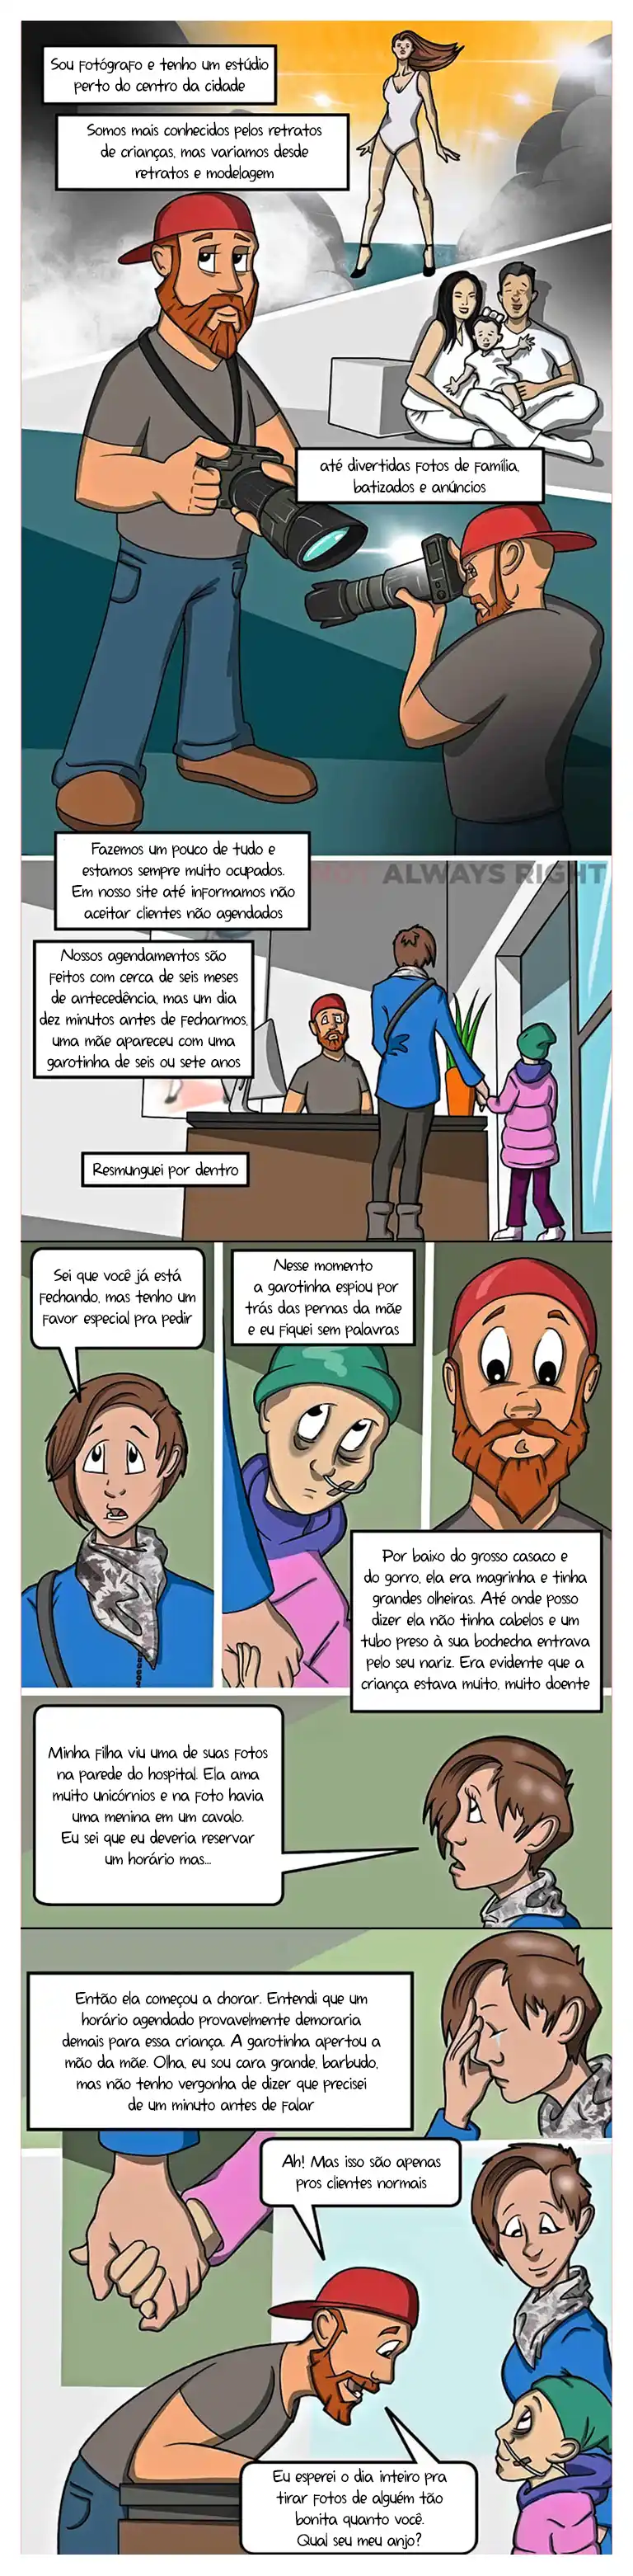 Sou fotógrafo e tenho um estúdio
perto do centro da cidade
Somos mais conhecidos pelos retratos
de crianças, mas variamos desde
retratos e modelagem
até divertidas fotos de família,
batizados e anúncios
Fazemos um pouco de tudo e
estamos sempre muito ocupados.
Em nosso site até informamos não
aceitar clientes não agendados
NOT ALWAYS RIGHT
Nossos agendamentos são
feitos com cerca de seis meses
de antecedência, mas um dia
dez minutos antes de fecharmos,
uma mãe apareceu com uma
garotinha de seis ou sete anos
Resmunguei por dentro
Sei que você já está
fechando, mas tenho um
favor especial pra pedir
Nesse momento
a garotinha espiou por
trás das pernas da mãe
e eu fiquei sem palavras
Por baixo do grosso casaco e
do gorro, ela era magrinha e tinha
grandes olheiras. Até onde posso
dizer ela não tinha cabelos e um
tubo preso à sua bochecha entrava
pelo seu nariz. Era evidente que a
criança estava muito, muito doente
Minha filha viu uma de suas fotos
na parede do hospital. Ela ama
muito unicórnios e na foto havia
uma menina em um cavalo.
Eu sei que eu deveria reservar
um horário mas...
Então ela começou a chorar. Entendi que um
horário agendado provavelmente demoraria
demais para essa criança. A garotinha apertou a
mão da mãe. Olha, eu sou cara grande, barbudo,
mas não tenho vergonha de dizer que precisei
de um minuto antes de falar
Ah! Mas isso são apenas
pros clientes normais
Eu esperei o dia inteiro pra
tirar fotos de alguém tão
bonita quanto você.
Qual seu meu anjo?